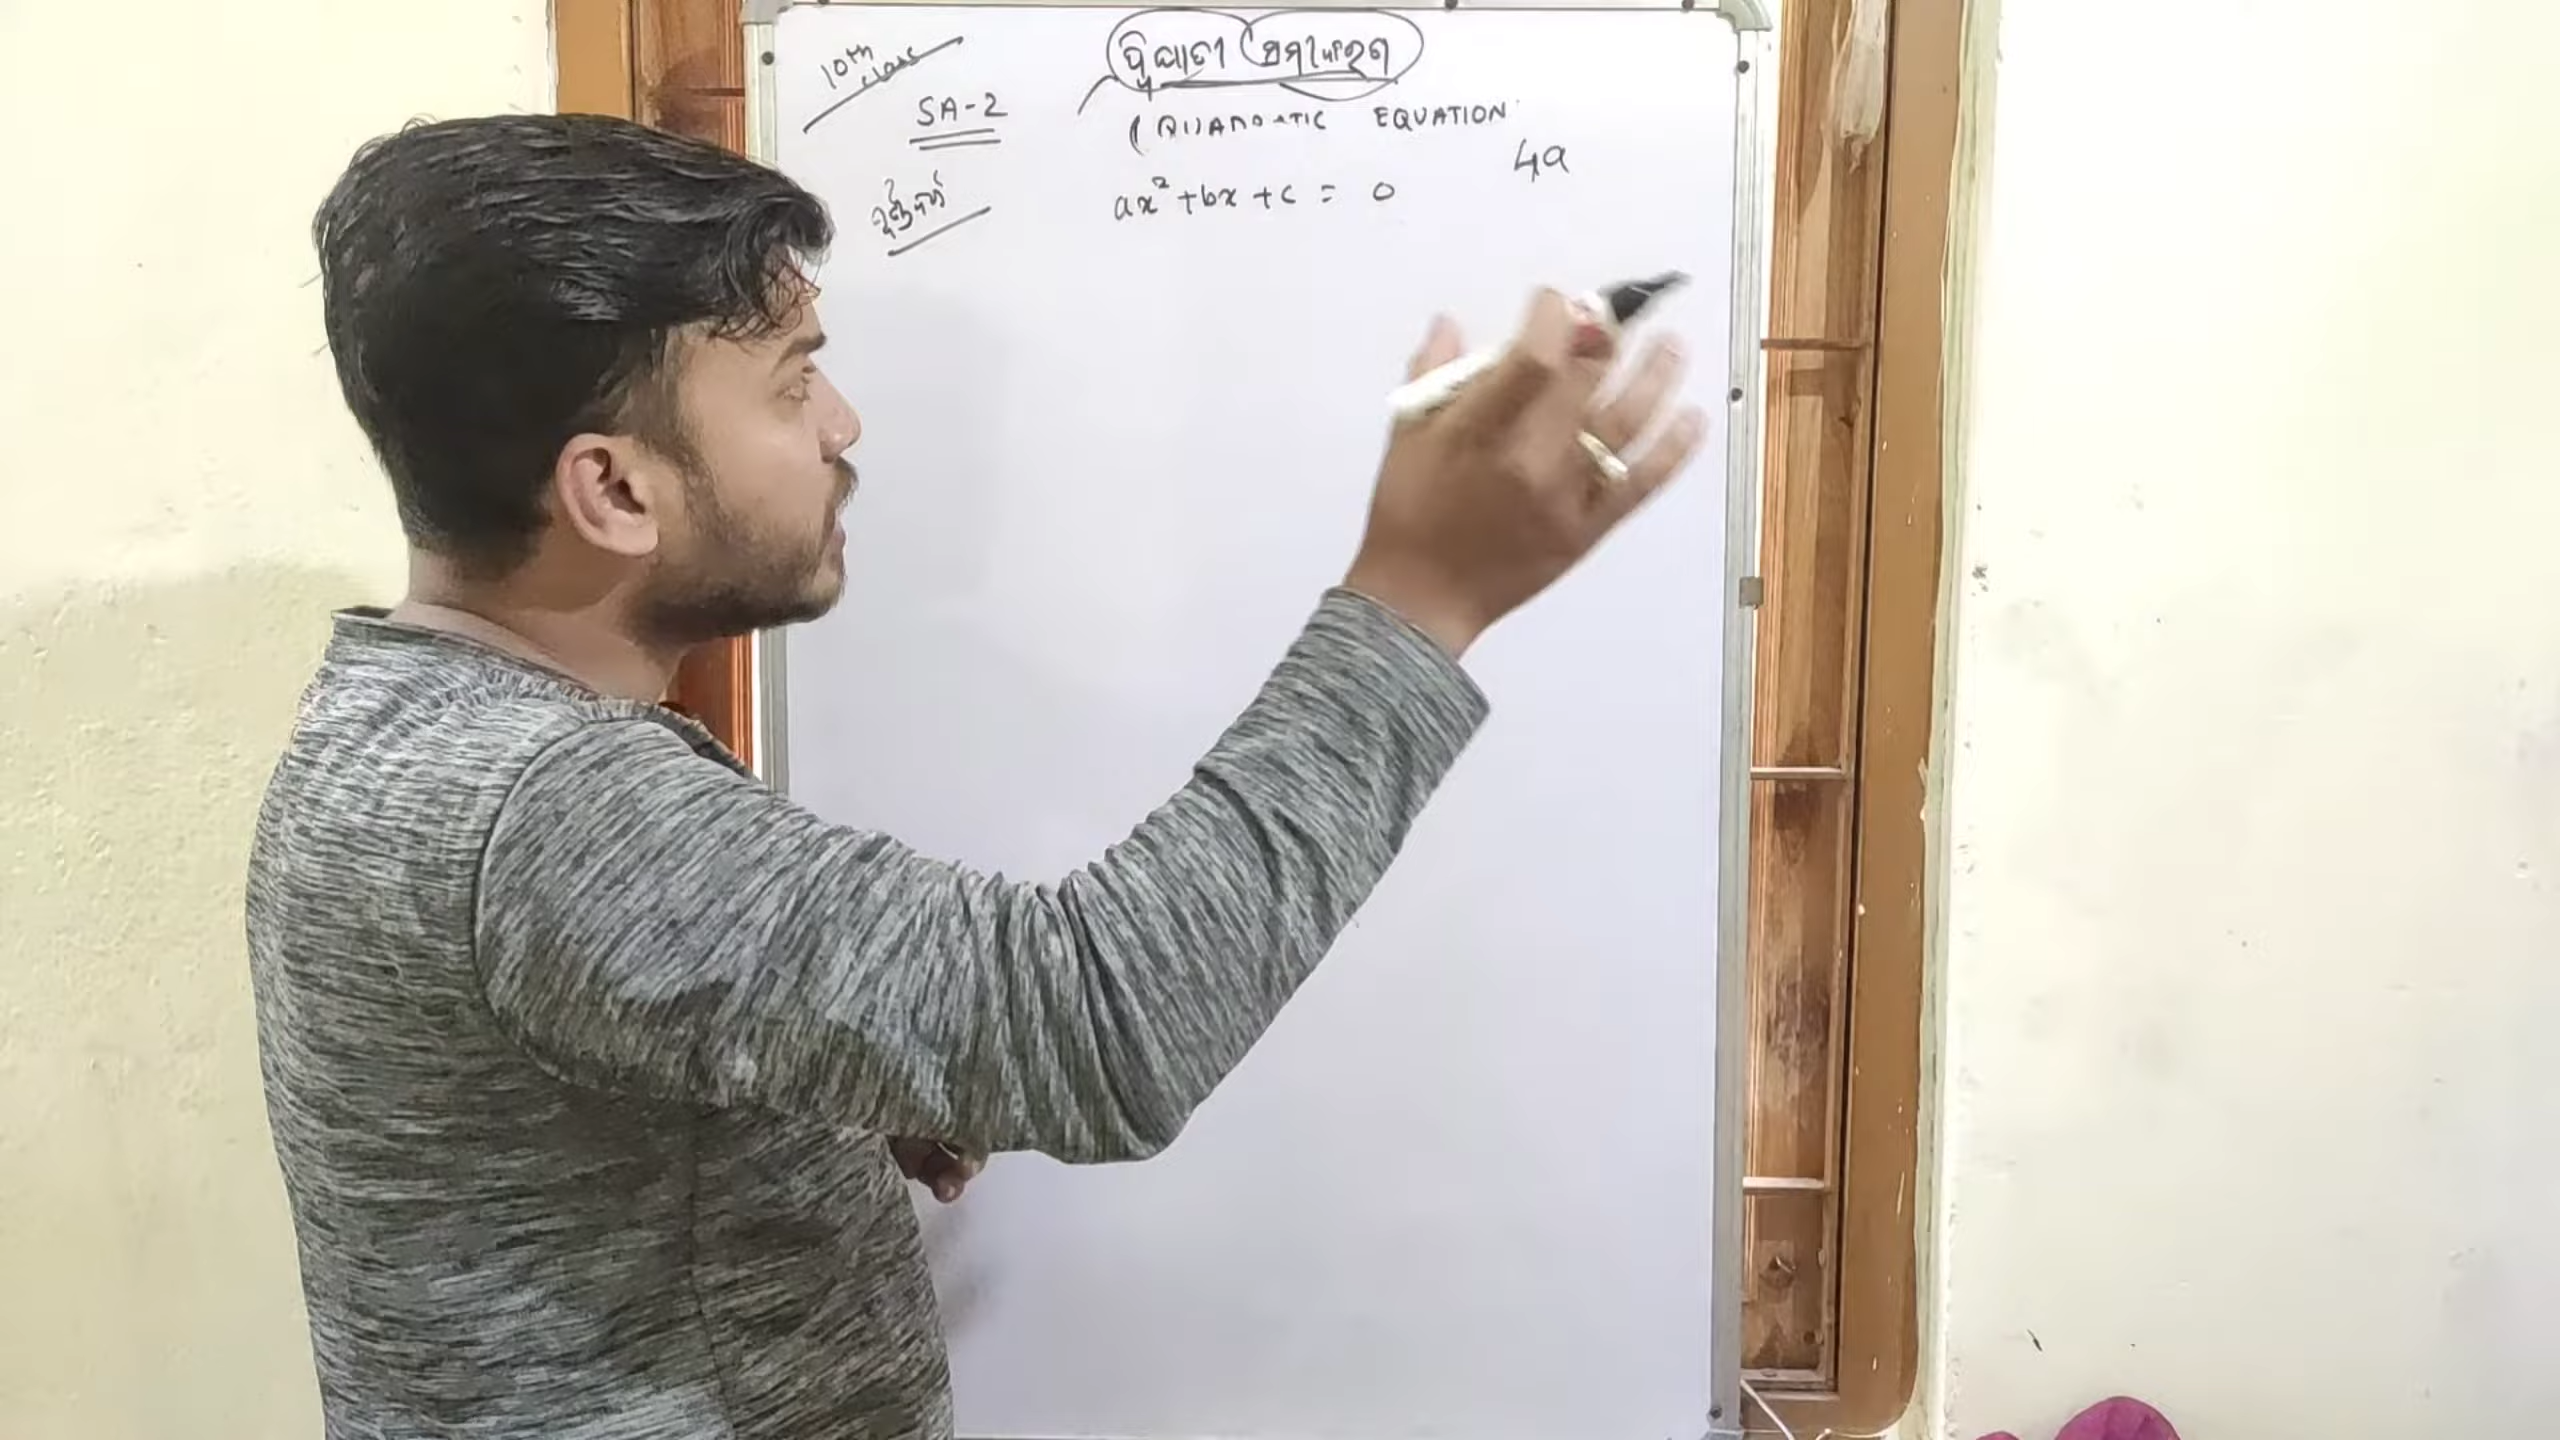 10th class
ଦ୍ୱିଘାତୀ ସମୀକରଣ
SA-2
(QUADRATIC EQUATION
4a
ax² + bx + c = 0